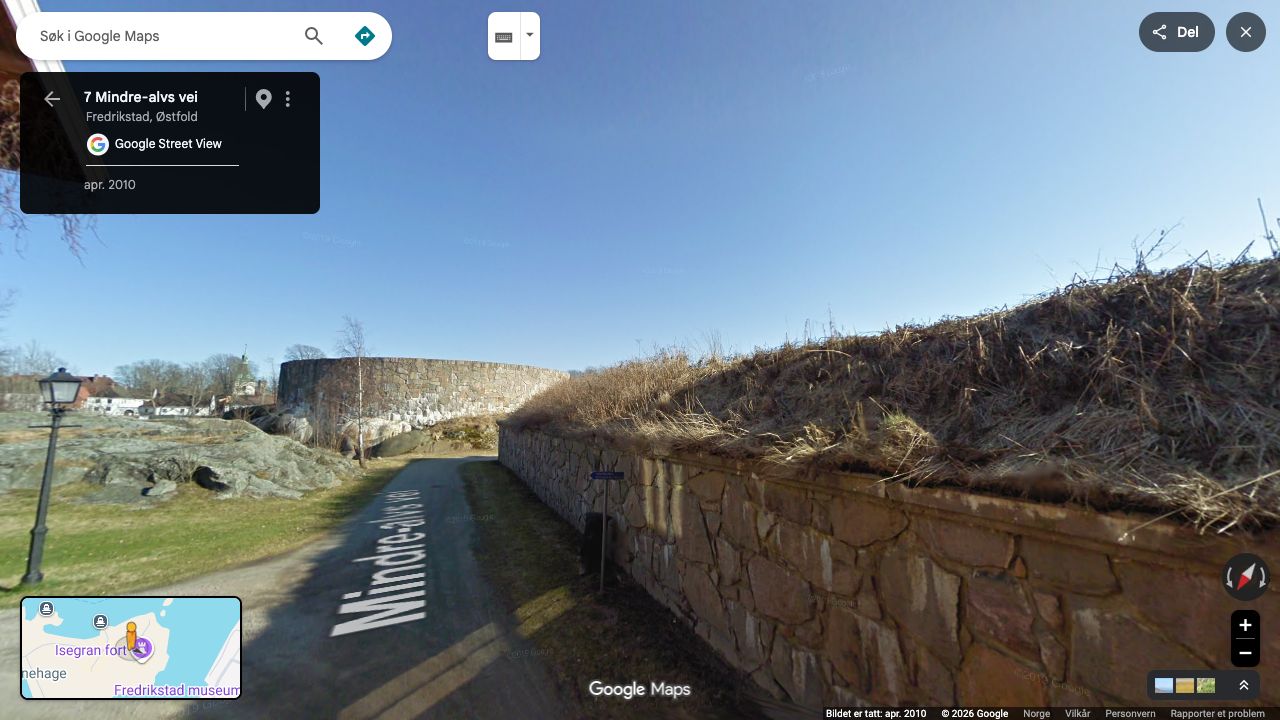 Søk i Google Maps
Del
7 Mindre-alvs vei
Fredrikstad, Østfold
Google Street View
apr. 2010
Mindre-alvs vei
Isegran fort
nehage
Fredrikstad museum
Google Maps
Bildet er tatt: apr. 2010 © 2026 Google Norge Vilkår Personvern Rapporter et problem